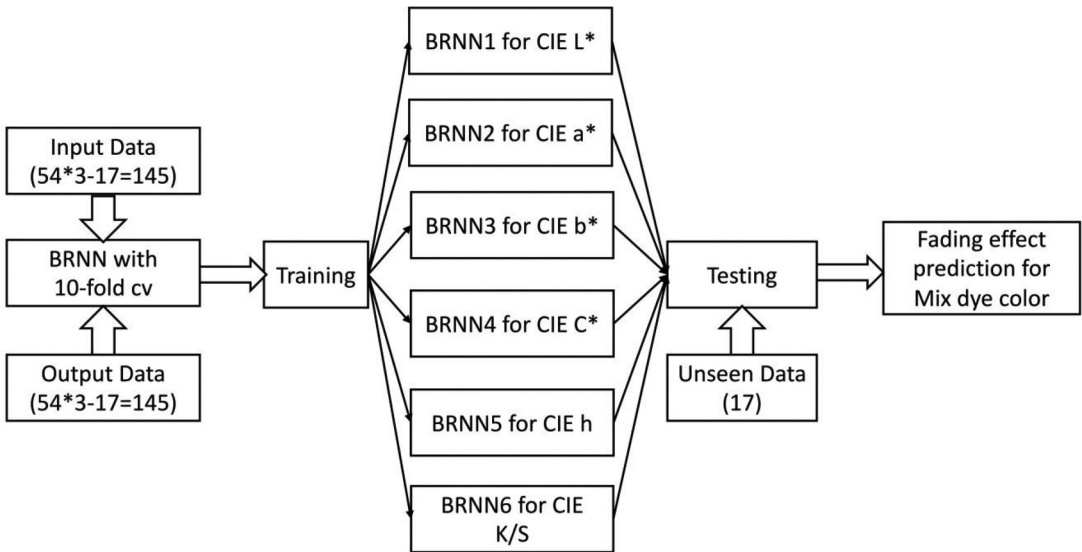 Input Data
(54*3-17=145)
BRNN with
10-fold cv
Output Data
(54*3-17=145)
Training
BRNN1 for CIE L*
BRNN2 for CIE a*
BRNN3 for CIE b*
BRNN4 for CIE C*
BRNN5 for CIE h
BRNN6 for CIE
K/S
Testing
Unseen Data
(17)
Fading effect
prediction for
Mix dye color